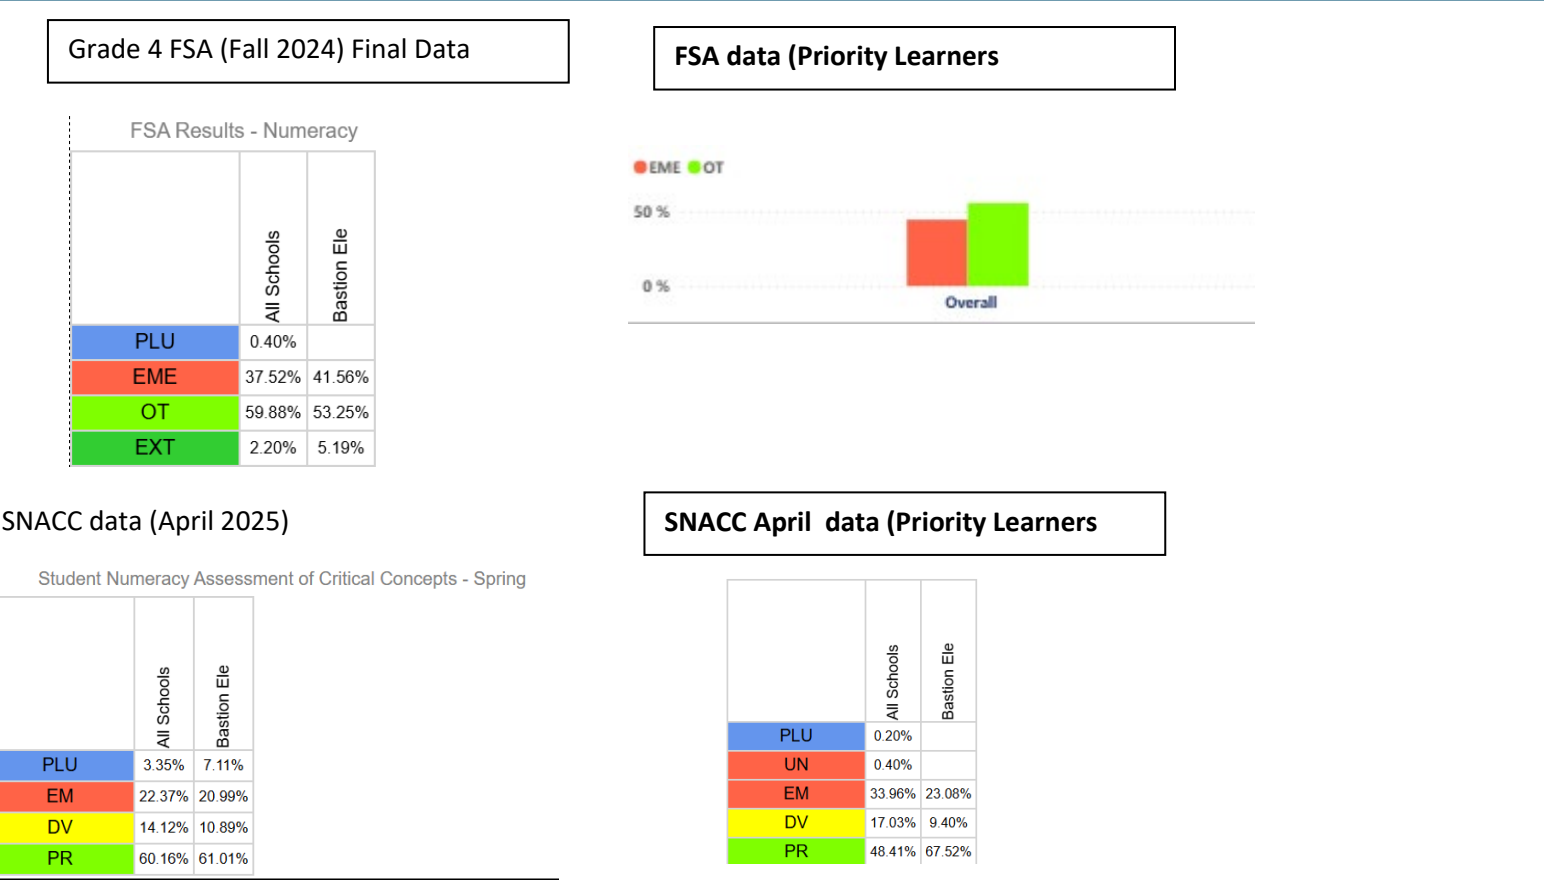 Grade 4 FSA (Fall 2024) Final Data
FSA Results - Numeracy
All Schools Bastion Ele
PLU 0.40%
EME 37.52% 41.56%
OT 59.88% 53.25%
EXT 2.20% 5.19%
FSA data (Priority Learners
EME OT
50 %
0 %
Overall
SNACC data (April 2025)
Student Numeracy Assessment of Critical Concepts - Spring
All Schools Bastion Ele
PLU 3.35% 7.11%
EM 22.37% 20.99%
DV 14.12% 10.89%
PR 60.16% 61.01%
SNACC April  data (Priority Learners
All Schools Bastion Ele
PLU 0.20%
UN 0.40%
EM 33.96% 23.08%
DV 17.03% 9.40%
PR 48.41% 67.52%